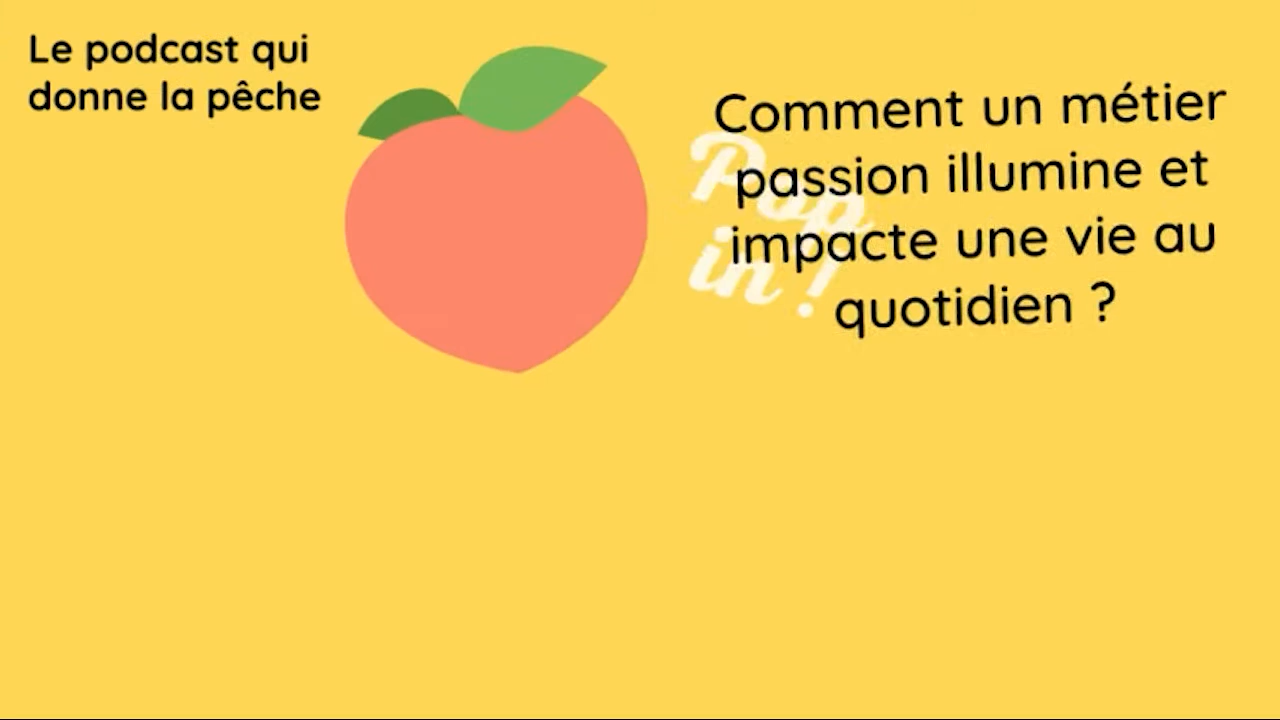 Le podcast qui
donne la pêche
Comment un métier
passion illumine et
impacte une vie au
quotidien ?
Pop
in !